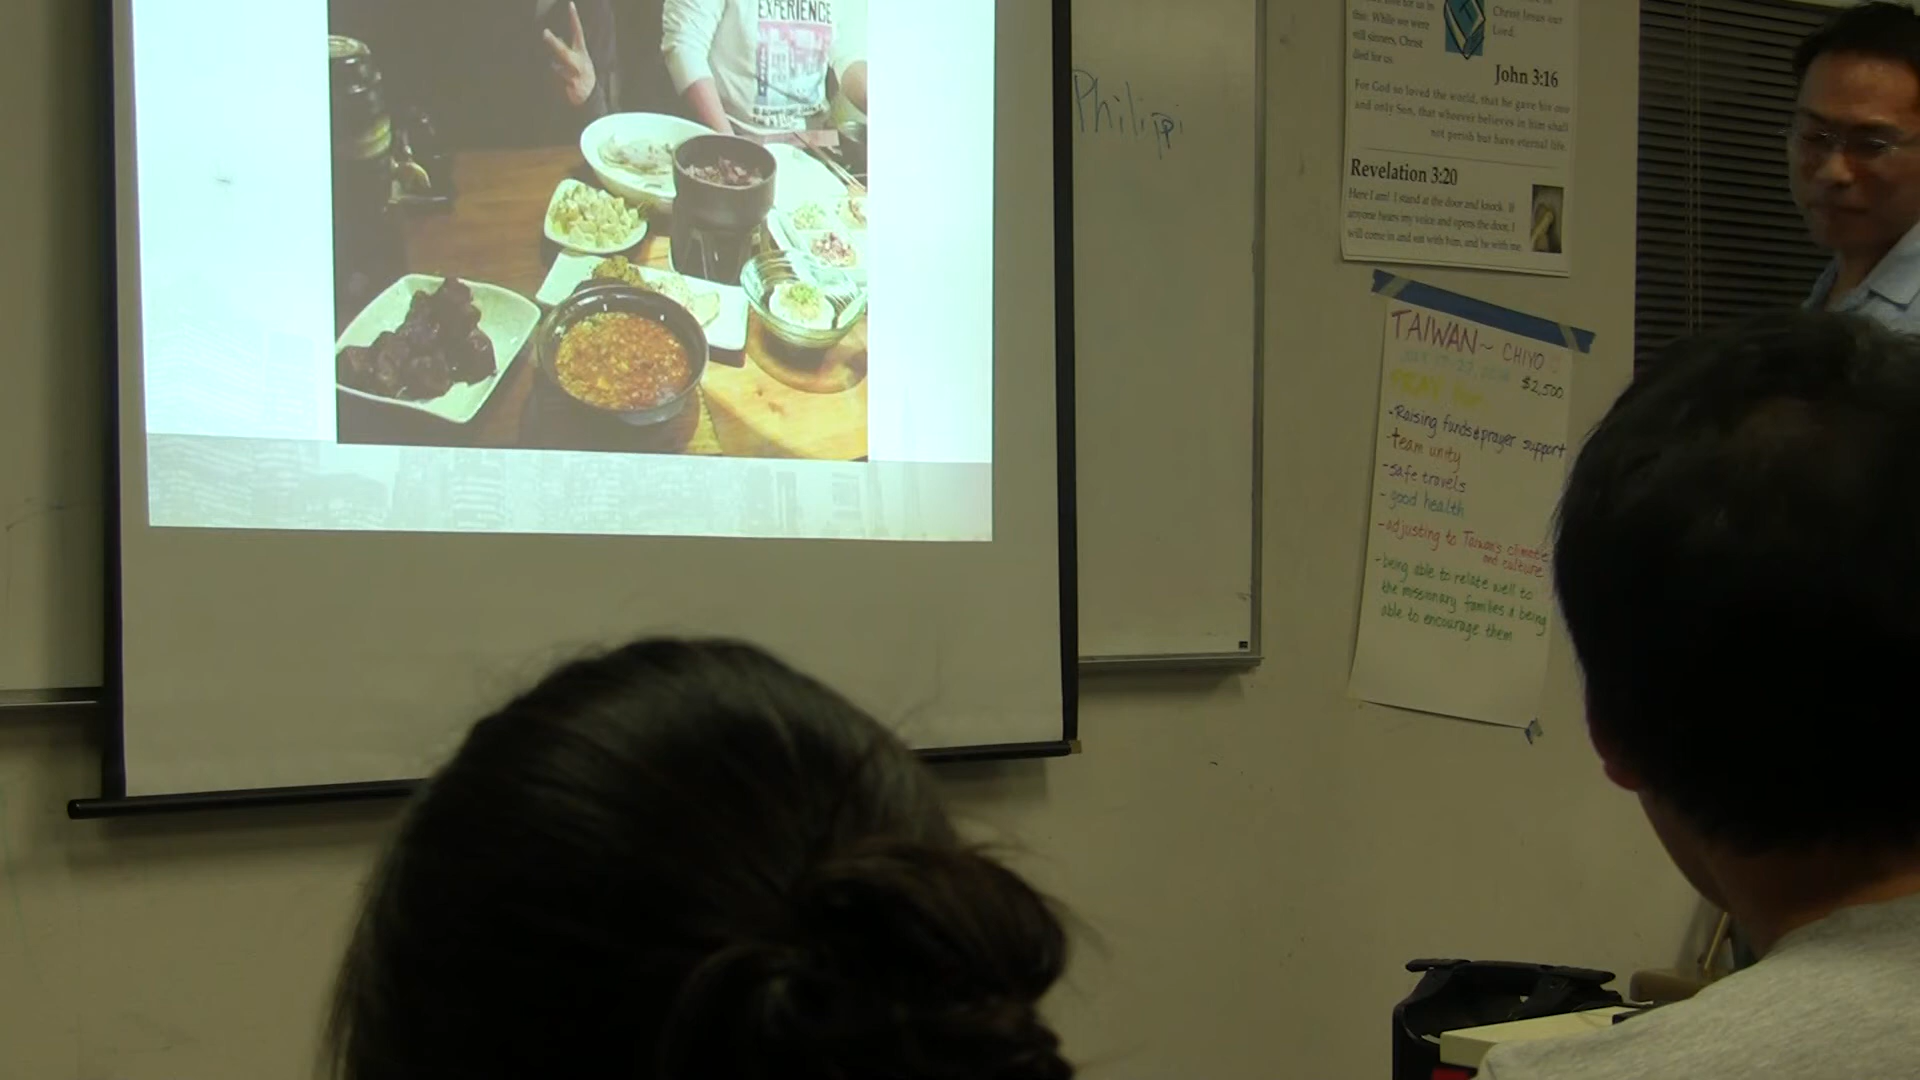 EXPERIENCE
Philippi
for us in
this: While we were
still sinners, Christ
died for us.
Christ Jesus our
Lord.
John 3:16
For God so loved the world, that he gave his one
and only Son, that whoever believes in him shall
not perish but have eternal life.
Revelation 3:20
Here I am! I stand at the door and knock. If
anyone hears my voice and opens the door, I
will come in and eat with him, and he with me.
TAIWAN~ CHIYO
$2,500
-Raising funds & prayer support
-team unity
-safe travels
- good health
-adjusting to Taiwan's climate
and culture
-being able to relate well to
the missionary families & being
able to encourage them